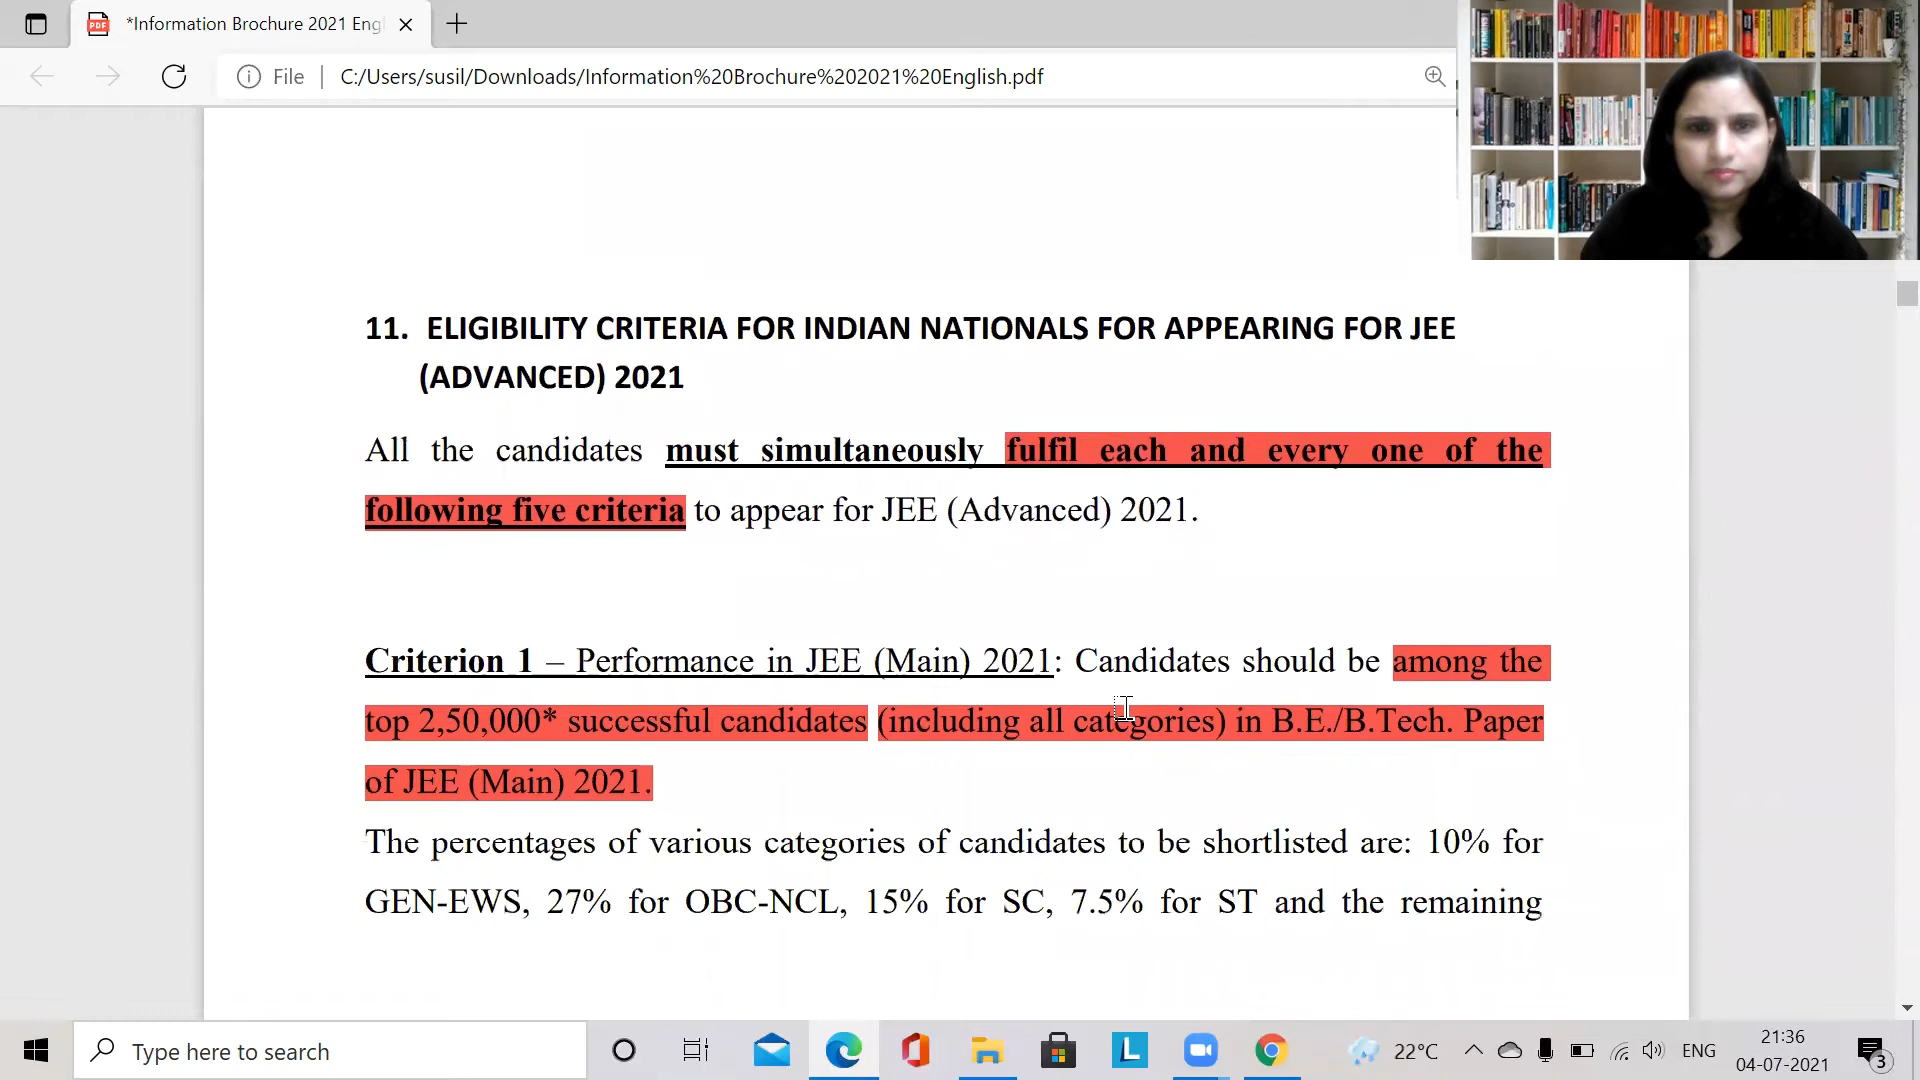 *Information Brochure 2021 Eng
File
C:/Users/susil/Downloads/Information%20Brochure%202021%20English.pdf
11. ELIGIBILITY CRITERIA FOR INDIAN NATIONALS FOR APPEARING FOR JEE
(ADVANCED) 2021
All the candidates must simultaneously fulfil each and every one of the
following five criteria to appear for JEE (Advanced) 2021.
Criterion 1 – Performance in JEE (Main) 2021: Candidates should be among the
top 2,50,000* successful candidates (including all categories) in B.E./B.Tech. Paper
of JEE (Main) 2021.
The percentages of various categories of candidates to be shortlisted are: 10% for
GEN-EWS, 27% for OBC-NCL, 15% for SC, 7.5% for ST and the remaining
Type here to search
L
22°C
ENG
21:36
04-07-2021
3